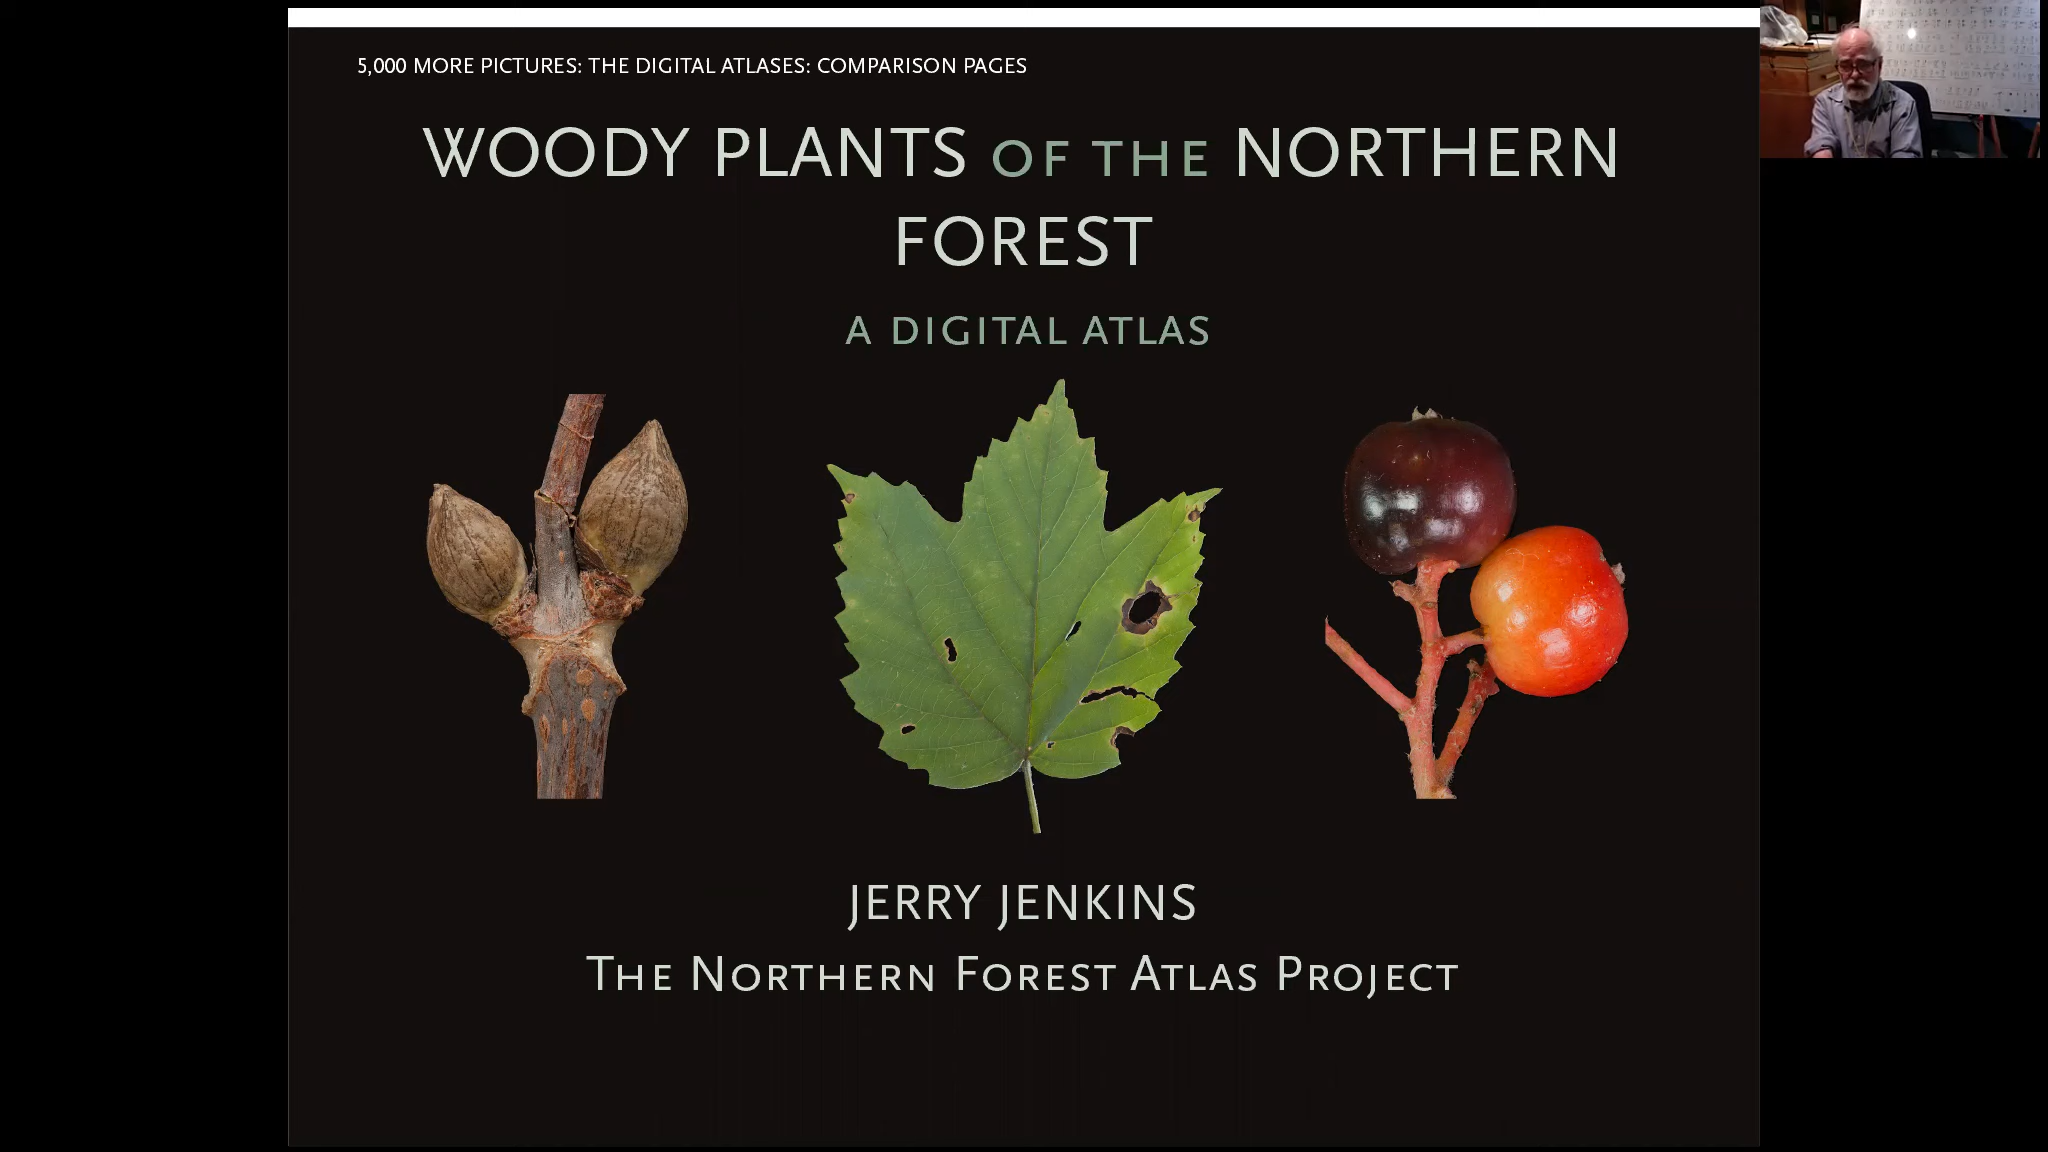 5,000 MORE PICTURES: THE DIGITAL ATLASES: COMPARISON PAGES
WOODY PLANTS OF THE NORTHERN
FOREST
A DIGITAL ATLAS
JERRY JENKINS
THE NORTHERN FOREST ATLAS PROJECT